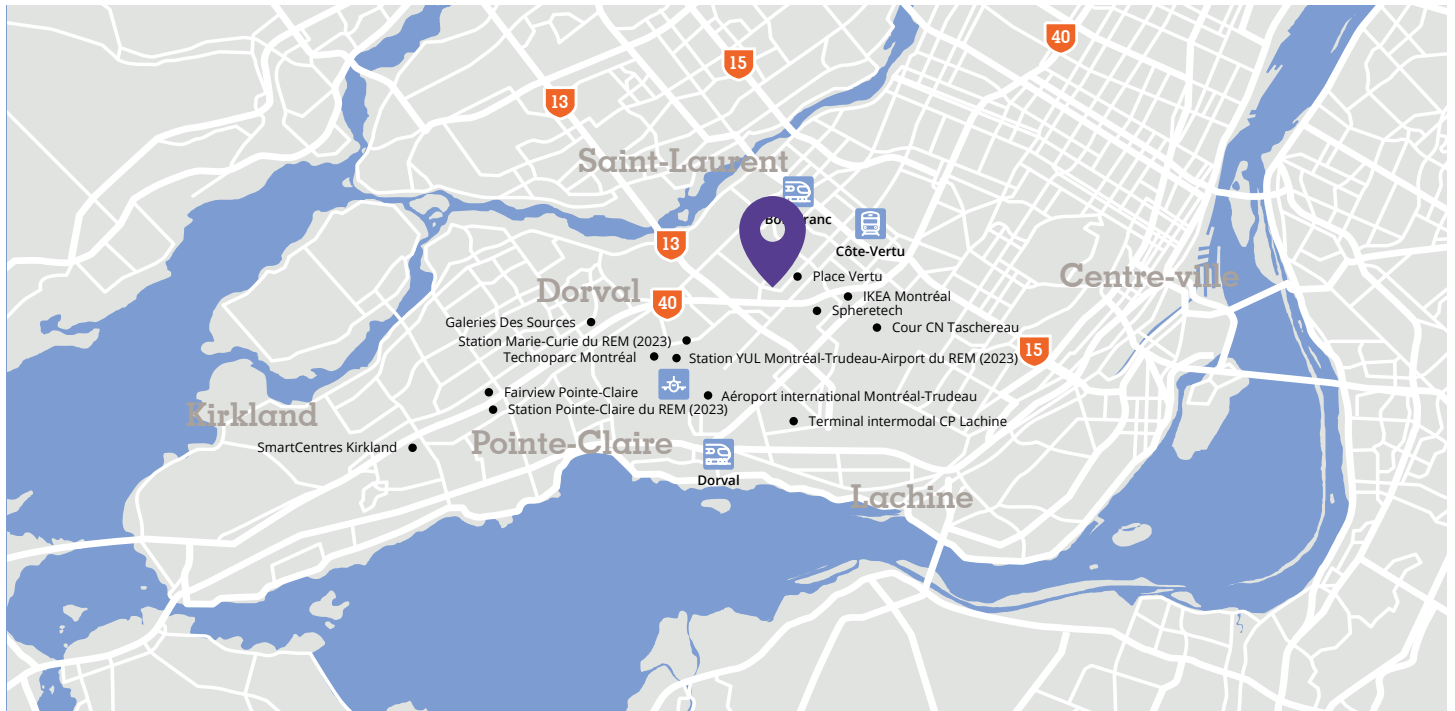 40
15
13
Saint-Laurent
Côte-Vertu
13
Place Vertu
Centre-ville
Dorval
IKEA Montréal
40
Spheretech
Galeries Des Sources
Cour CN Taschereau
Station Marie-Curie du REM (2023)
15
Technoparc Montréal
Station YUL Montréal-Trudeau-Airport du REM (2023)
Fairview Pointe-Claire
Aéroport international Montréal-Trudeau
Station Pointe-Claire du REM (2023)
Kirkland
Terminal intermodal CP Lachine
Pointe-Claire
SmartCentres Kirkland
Dorval
Lachine